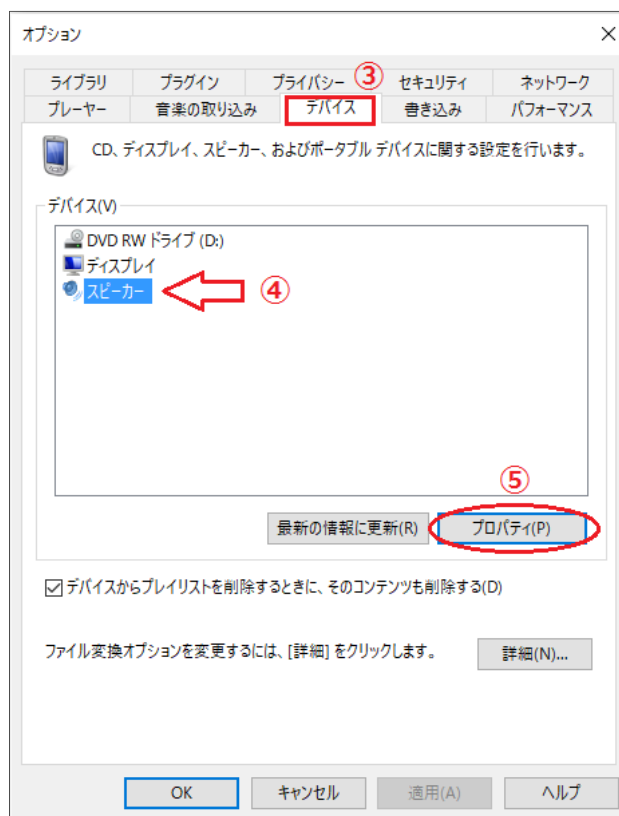 オプション
ライブラリ プラグイン プライバシー ③ セキュリティ ネットワーク
プレーヤー 音楽の取り込み デバイス 書き込み パフォーマンス
CD、ディスプレイ、スピーカー、およびポータブル デバイスに関する設定を行います。
デバイス(V)
DVD RW ドライブ (D:)
ディスプレイ
スピーカー ④
⑤
最新の情報に更新(R) プロパティ(P)
デバイスからプレイリストを削除するときに、そのコンテンツも削除する(D)
ファイル変換オプションを変更するには、[詳細] をクリックします。 詳細(N)...
OK キャンセル 適用(A) ヘルプ